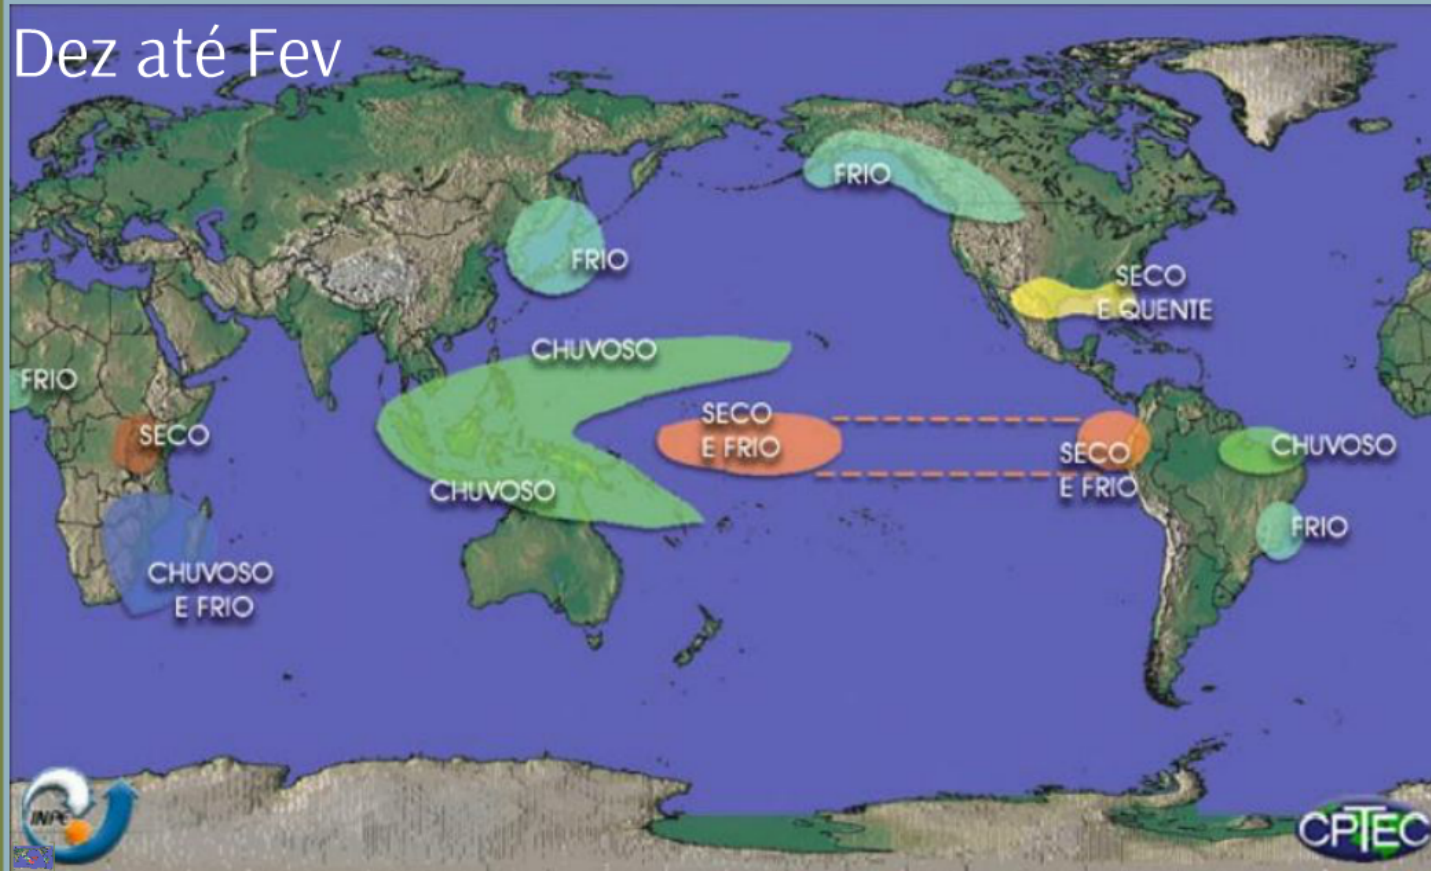 Dez até Fev
FRIO
FRIO
SECO
E QUENTE
CHUVOSO
FRIO
SECO
E FRIO
SECO
CHUVOSO
SECO
E FRIO
CHUVOSO
FRIO
CHUVOSO
E FRIO
INPE
CPTEC